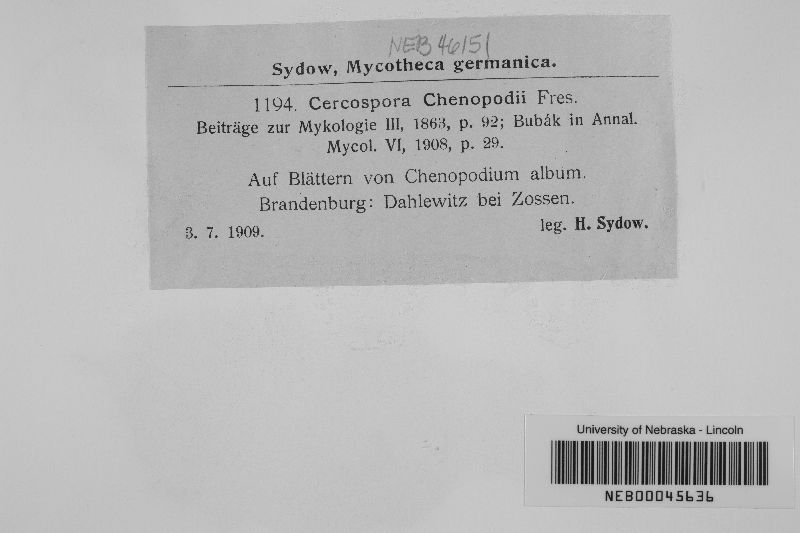 NEB 46151
Sydow, Mycotheca germanica.
1194. Cercospora Chenopodii Fres.
Beiträge zur Mykologie III, 1863, p. 92; Bubák in Annal.
Mycol. VI, 1908, p. 29.
Auf Blättern von Chenopodium album.
Brandenburg: Dahlewitz bei Zossen.
3. 7. 1909.
leg. H. Sydow.
University of Nebraska - Lincoln
NEB00045636